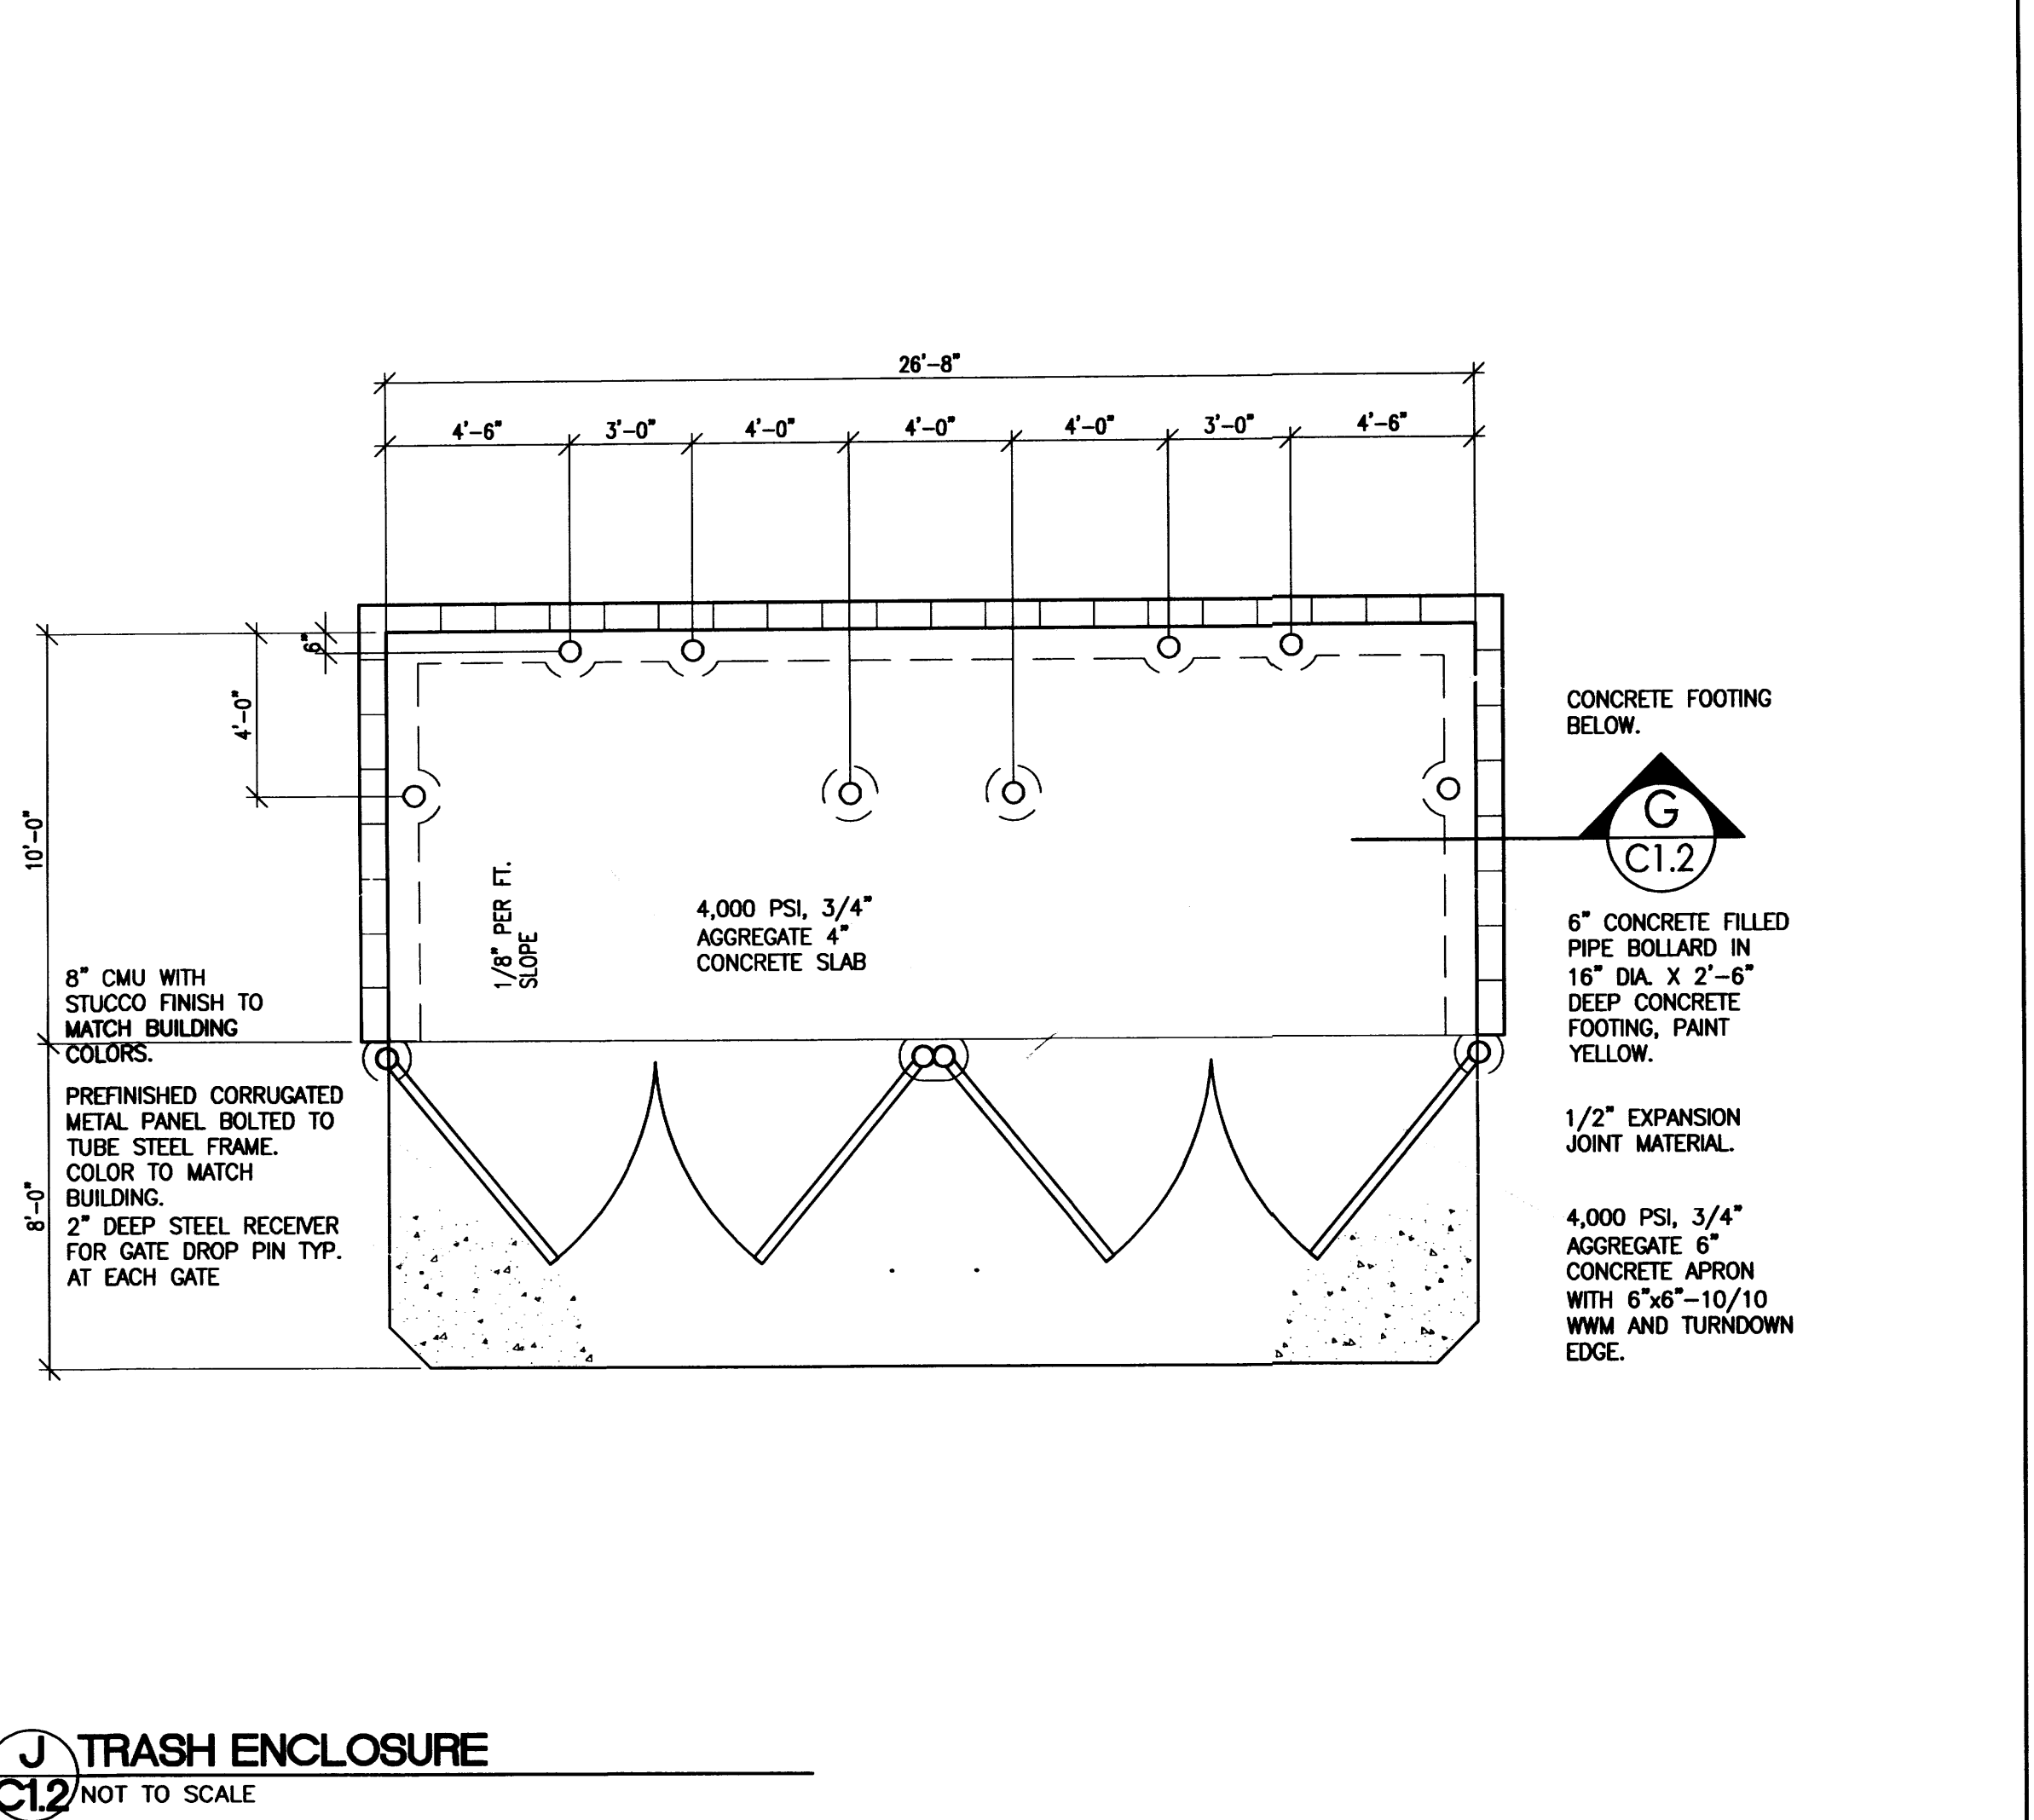 26'-8"
4'-6" 3'-0" 4'-0" 4'-0" 4'-0" 3'-0" 4'-6"
6"
4'-0"
10'-0"
8'-0"
CONCRETE FOOTING
BELOW.
G
C1.2
1/8" PER FT.
SLOPE
4,000 PSI, 3/4"
AGGREGATE 4"
CONCRETE SLAB
6" CONCRETE FILLED
PIPE BOLLARD IN
16" DIA. X 2'-6"
DEEP CONCRETE
FOOTING, PAINT
YELLOW.
8" CMU WITH
STUCCO FINISH TO
MATCH BUILDING
COLORS.
PREFINISHED CORRUGATED
METAL PANEL BOLTED TO
TUBE STEEL FRAME.
COLOR TO MATCH
BUILDING.
2" DEEP STEEL RECEIVER
FOR GATE DROP PIN TYP.
AT EACH GATE
1/2" EXPANSION
JOINT MATERIAL.
4,000 PSI, 3/4"
AGGREGATE 6"
CONCRETE APRON
WITH 6"x6"-10/10
WWM AND TURNDOWN
EDGE.
J TRASH ENCLOSURE
C1.2 NOT TO SCALE